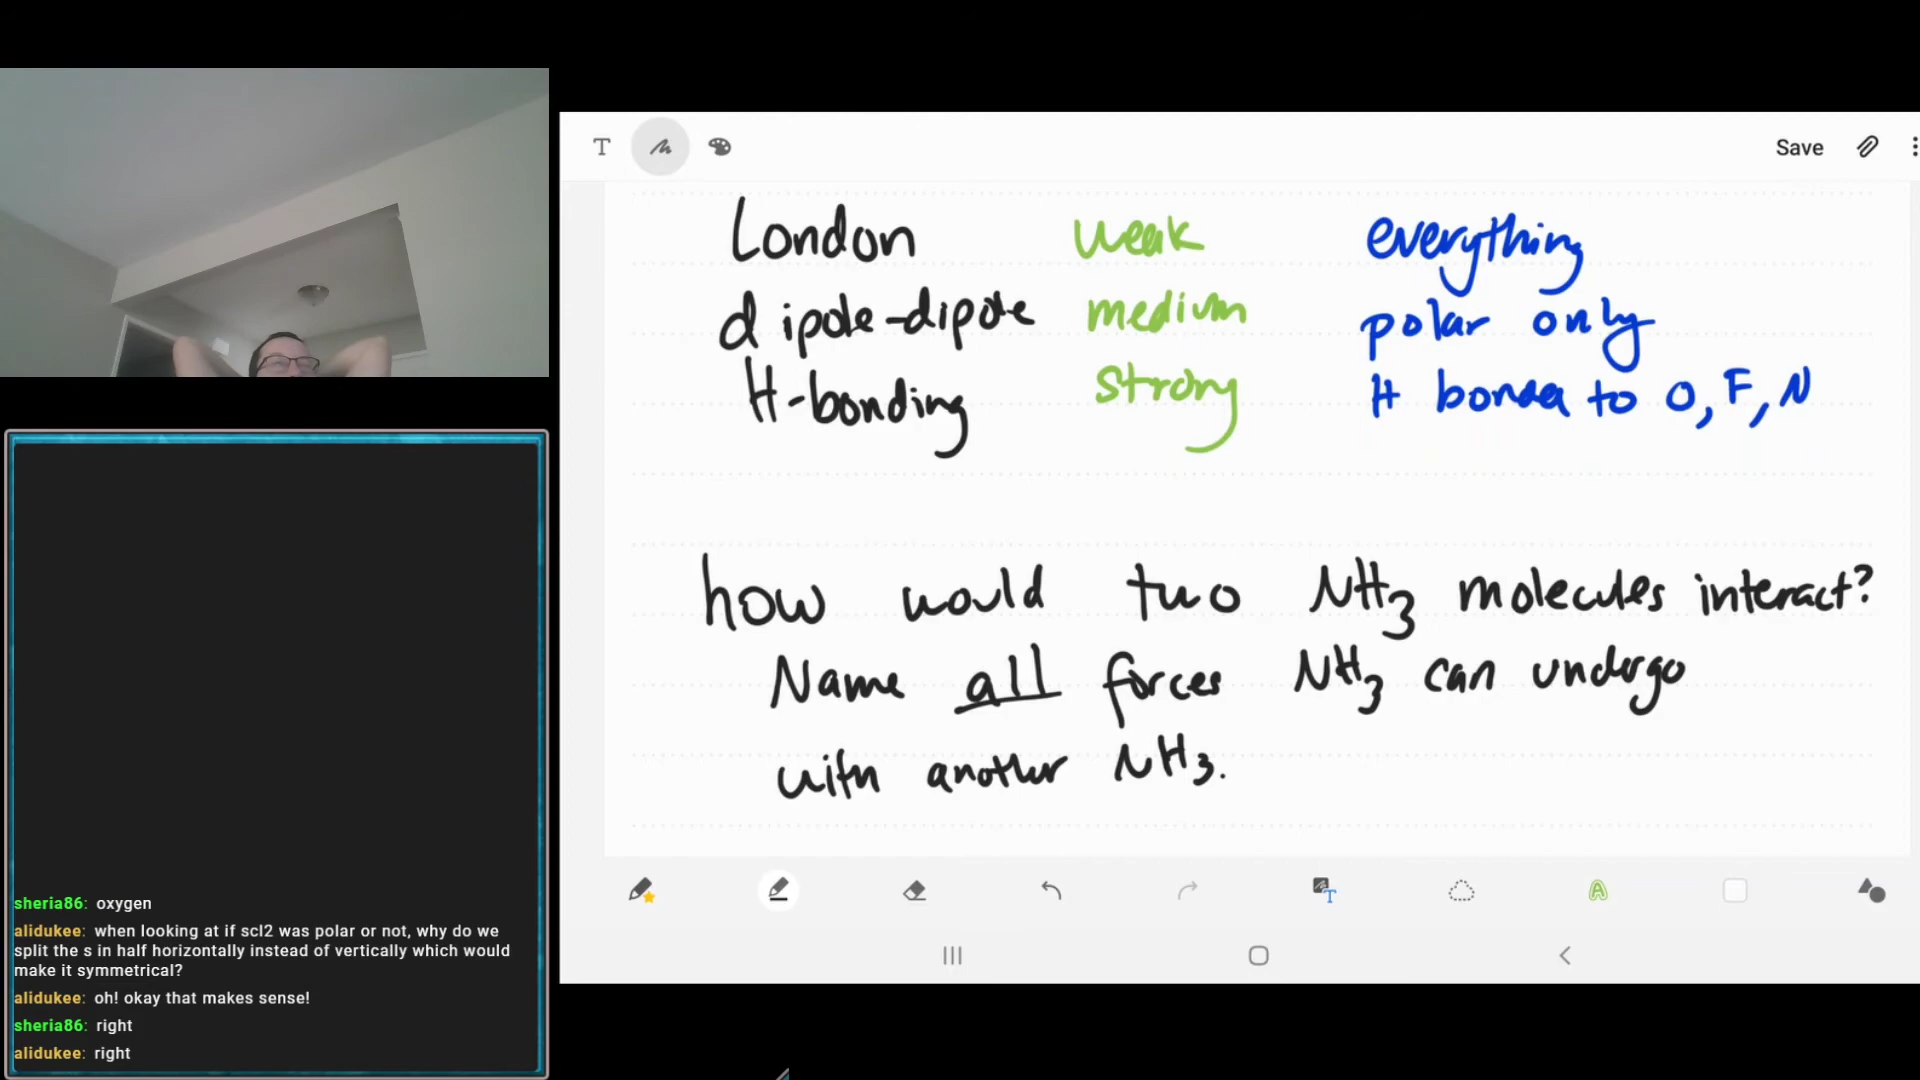 T
Save
London weak everything
dipole-dipole medium polar only
H-bonding strong H bonded to O, F, N
how would two NH3 molecules interact?
Name all forces NH3 can undergo
with another NH3.
sheria86: oxygen
alidukee: when looking at if scl2 was polar or not, why do we
split the s in half horizontally instead of vertically which would
make it symmetrical?
alidukee: oh! okay that makes sense!
sheria86: right
alidukee: right